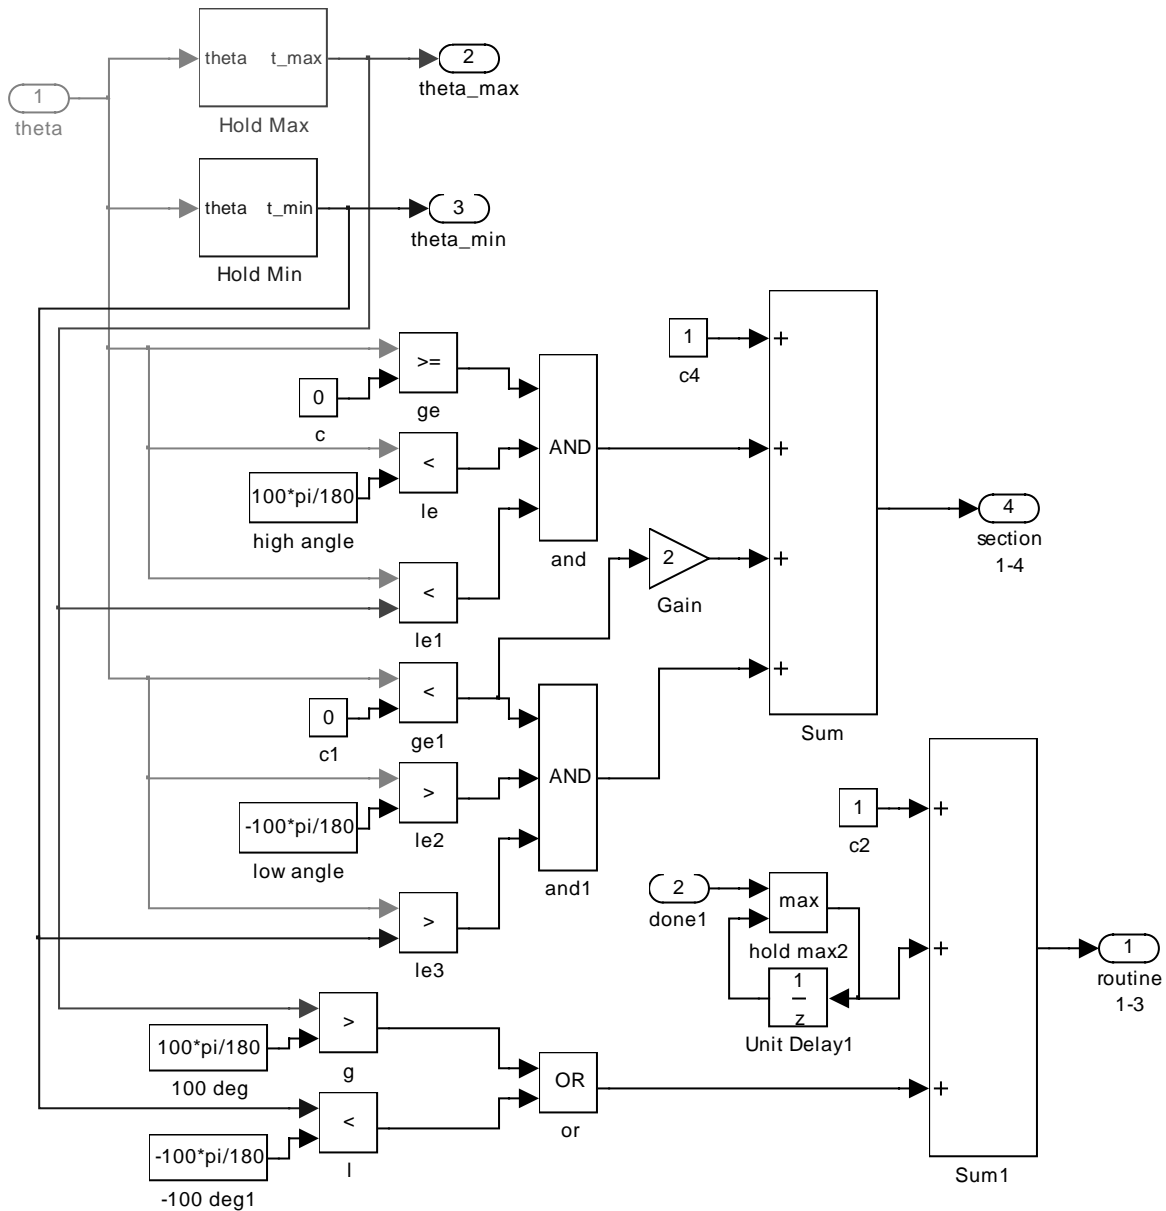 theta t_max
Hold Max
2
theta_max
1
theta
theta t_min
Hold Min
3
theta_min
>=
ge
0
c
<
le
100*pi/180
high angle
<
le1
AND
and
1
c4
2
Gain
+
+
+
+
Sum
4
section
1-4
<
ge1
0
c1
>
le2
-100*pi/180
low angle
>
le3
AND
and1
1
c2
2
done1
max
hold max2
1
z
Unit Delay1
+
+
+
Sum1
1
routine
1-3
>
g
100*pi/180
100 deg
<
l
-100*pi/180
-100 deg1
OR
or